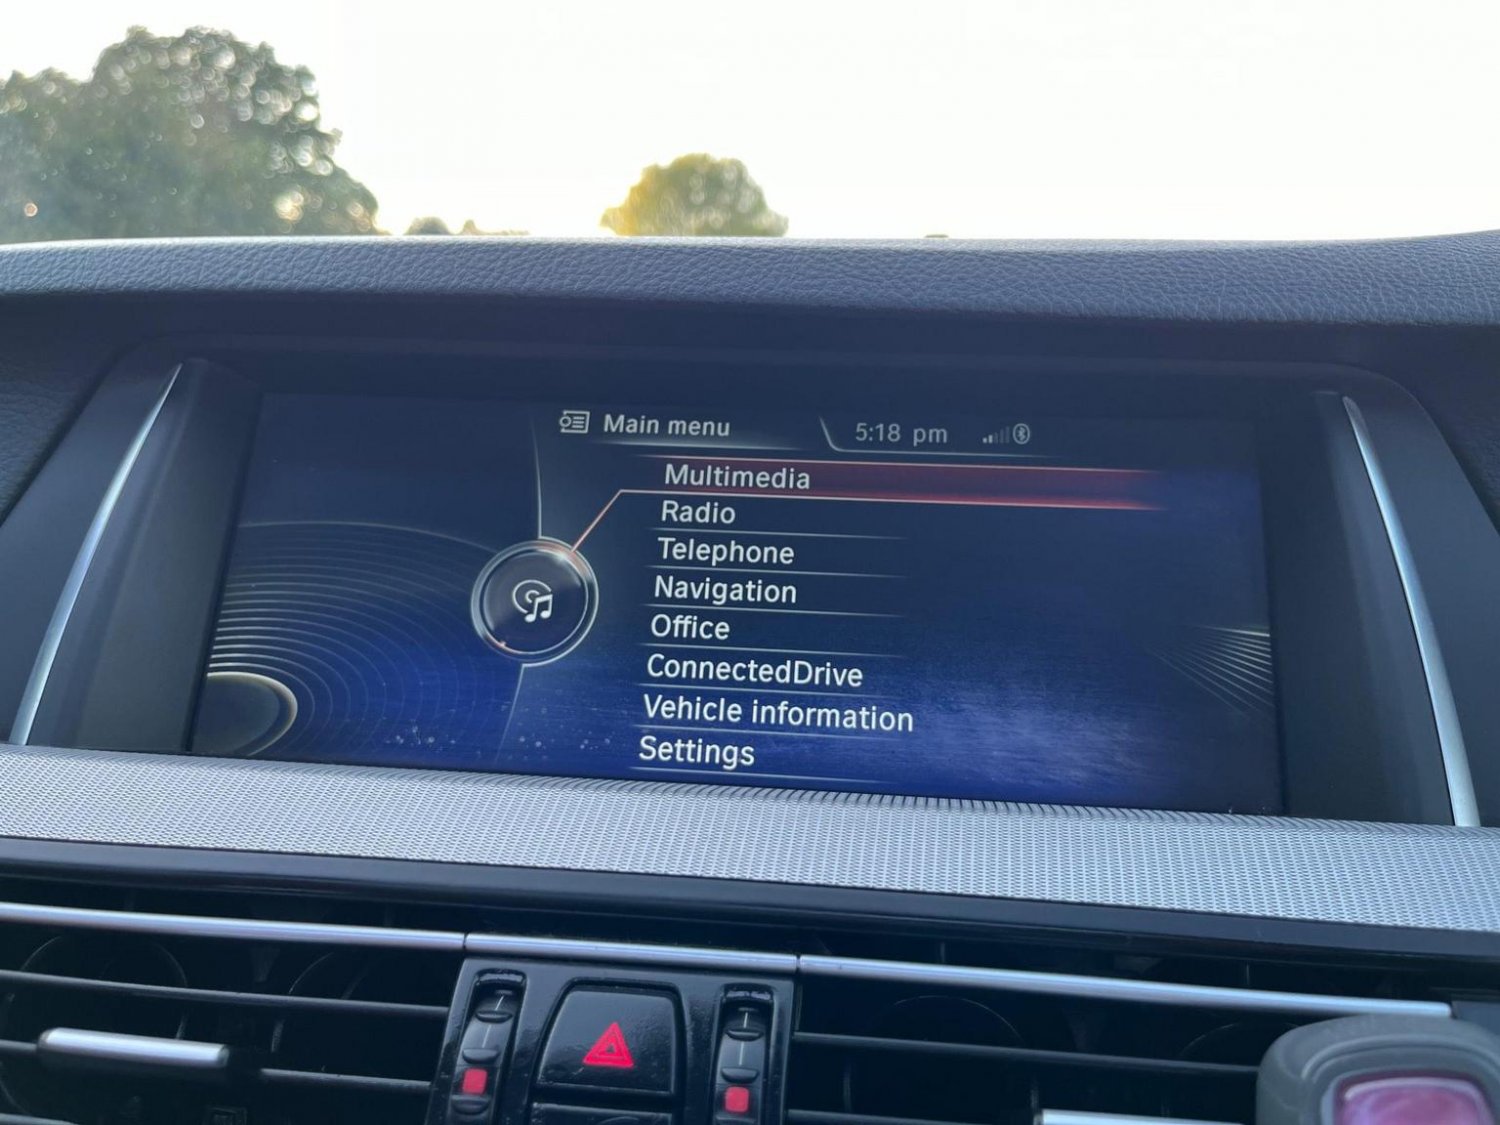 Main menu
5:18 pm
Multimedia
Radio
Telephone
Navigation
Office
ConnectedDrive
Vehicle information
Settings